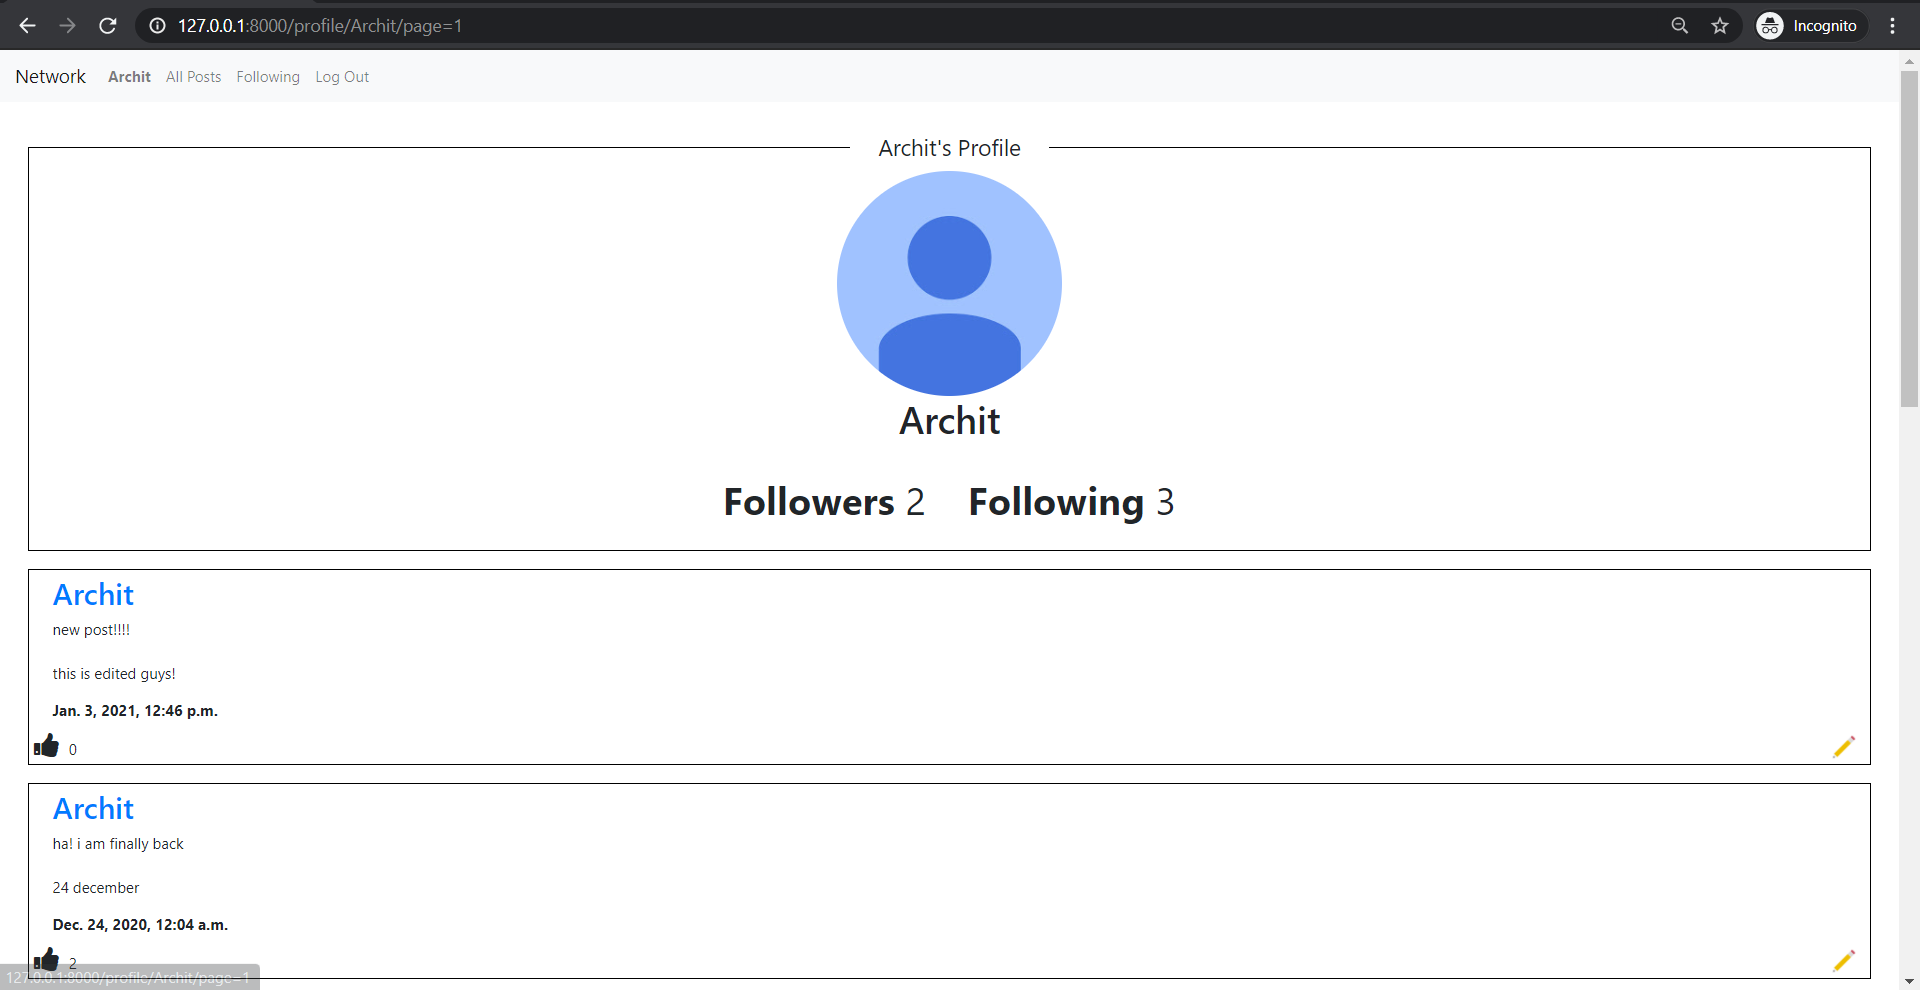 127.0.0.1:8000/profile/Archit/page=1
Incognito
Network Archit All Posts Following Log Out
Archit's Profile
Archit
Followers 2 Following 3
Archit
new post!!!!
this is edited guys!
Jan. 3, 2021, 12:46 p.m.
0
Archit
ha! i am finally back
24 december
Dec. 24, 2020, 12:04 a.m.
2
127.0.0.1:8000/profile/Archit/page=1